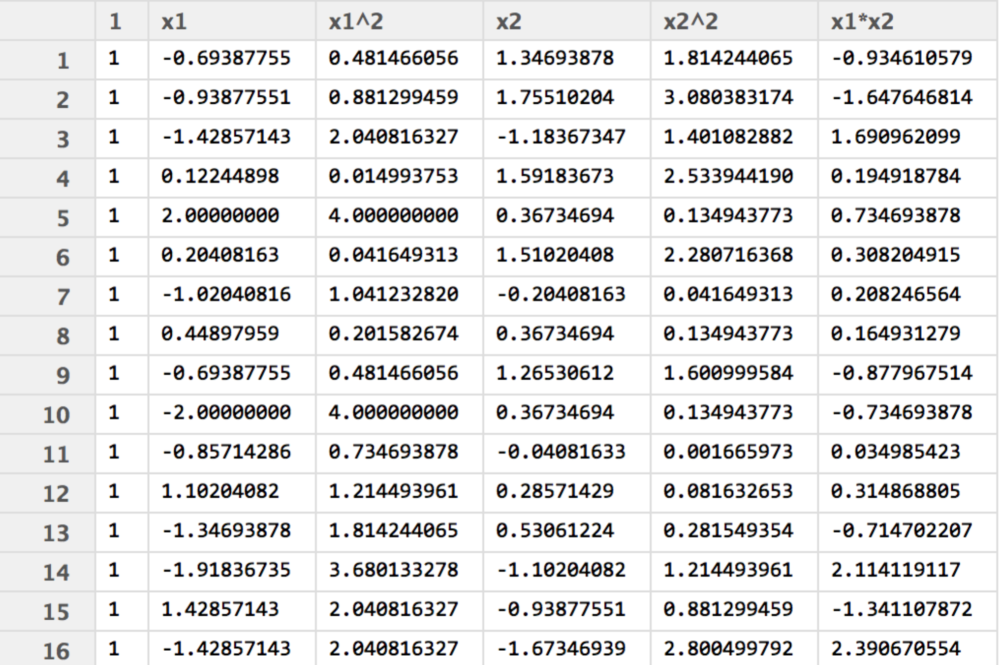 1 x1 x1^2 x2 x2^2 x1*x2
1 1 -0.69387755 0.481466056 1.34693878 1.814244065 -0.934610579
2 1 -0.93877551 0.881299459 1.75510204 3.080383174 -1.647646814
3 1 -1.42857143 2.040816327 -1.18367347 1.401082882 1.690962099
4 1 0.12244898 0.014993753 1.59183673 2.533944190 0.194918784
5 1 2.00000000 4.000000000 0.36734694 0.134943773 0.734693878
6 1 0.20408163 0.041649313 1.51020408 2.280716368 0.308204915
7 1 -1.02040816 1.041232820 -0.20408163 0.041649313 0.208246564
8 1 0.44897959 0.201582674 0.36734694 0.134943773 0.164931279
9 1 -0.69387755 0.481466056 1.26530612 1.600999584 -0.877967514
10 1 -2.00000000 4.000000000 0.36734694 0.134943773 -0.734693878
11 1 -0.85714286 0.734693878 -0.04081633 0.001665973 0.034985423
12 1 1.10204082 1.214493961 0.28571429 0.081632653 0.314868805
13 1 -1.34693878 1.814244065 0.53061224 0.281549354 -0.714702207
14 1 -1.91836735 3.680133278 -1.10204082 1.214493961 2.114119117
15 1 1.42857143 2.040816327 -0.93877551 0.881299459 -1.341107872
16 1 -1.42857143 2.040816327 -1.67346939 2.800499792 2.390670554